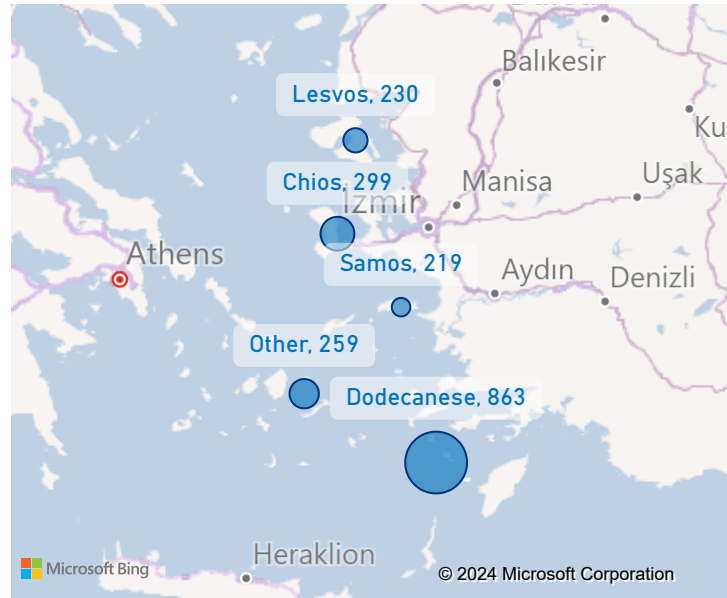 Balıkesir
Lesvos, 230
Ku
Chios, 299
Manisa
Uşak
İzmir
Athens
Samos, 219
Aydın
Denizli
Other, 259
Dodecanese, 863
Heraklion
Microsoft Bing
© 2024 Microsoft Corporation